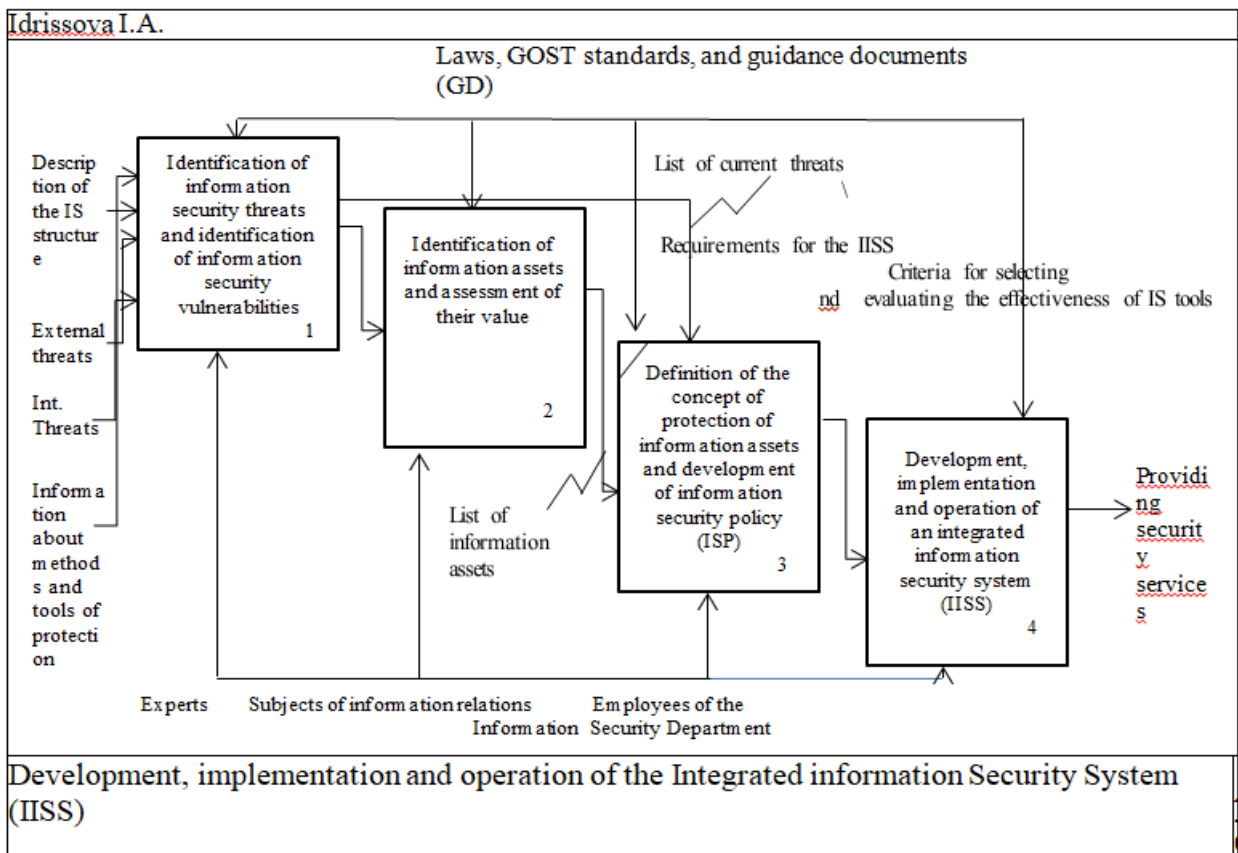 Idrissova I.A.
Laws, GOST standards, and guidance documents
(GD)
Descrip
tion of
the IS
structur
e
External
threats
Int.
Threats
Informa
tion
about
method
s and
tools of
protecti
on
Identification of
information
security threats
and identification
of information
security
vulnerabilities
1
Identification of
information assets
and assessment of
their value
2
List of current threats
Requirements for the IISS
Criteria for selecting
nd evaluating the effectiveness of IS tools
Definition of the
concept of
protection of
information assets
and development
of information
security policy
(ISP)
3
List of
information
assets
Development,
implementation
and operation of
an integrated
information
security system
(IISS)
4
Providi
ng
securit
y
service
s
Experts
Subjects of information relations
Employees of the
Information Security Department
Development, implementation and operation of the Integrated information Security System
(IISS)